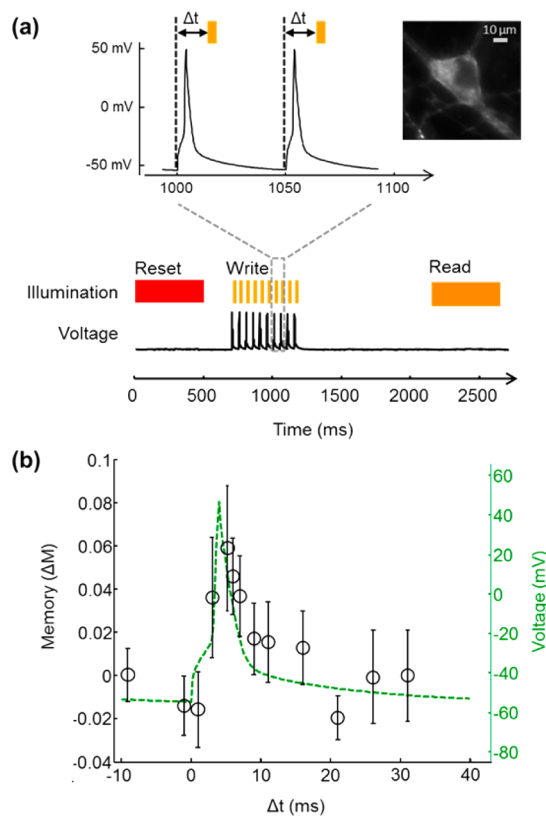 (a)
Δt
Δt
10 µm
50 mV
0 mV
-50 mV
1000
1050
1100
Reset
Write
Read
Illumination
Voltage
0
500
1000
1500
2000
2500
Time (ms)
(b)
0.1
0.08
0.06
0.04
0.02
0
-0.02
-0.04
Memory (ΔM)
60
40
20
0
-20
-40
-60
-80
Voltage (mV)
-10
0
10
20
30
40
Δt (ms)